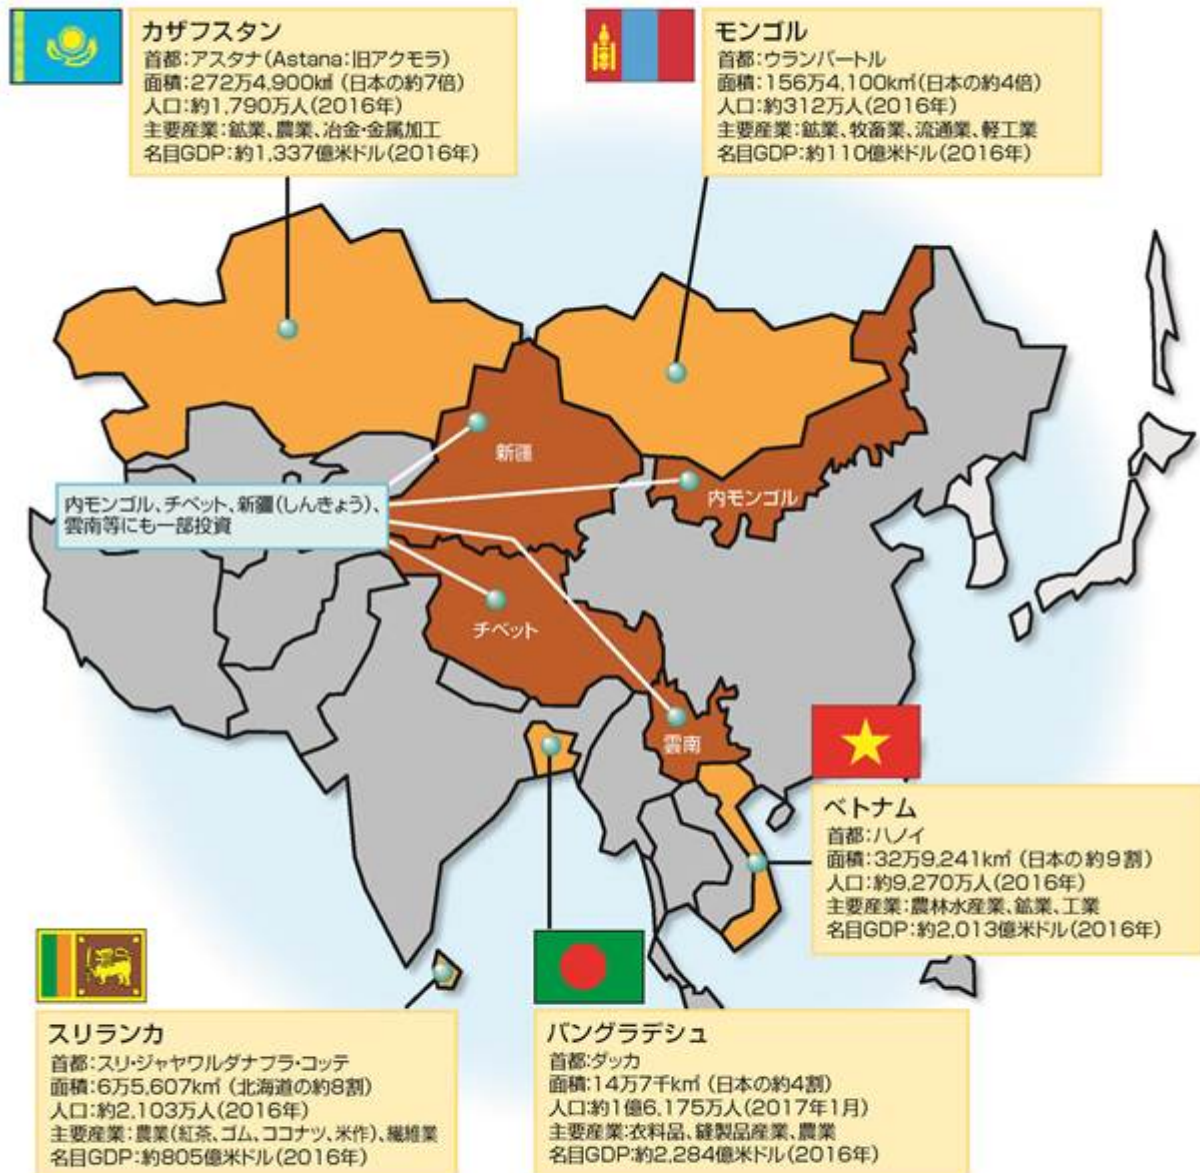 カザフスタン
首都：アスタナ(Astana：旧アクモラ)
面積：272万4,900㎢ (日本の約7倍)
人口：約1,790万人(2016年)
主要産業：鉱業、農業、冶金・金属加工
名目GDP：約1,337億米ドル(2016年)
モンゴル
首都：ウランバートル
面積：156万4,100k㎡(日本の約4倍)
人口：約312万人(2016年)
主要産業：鉱業、牧畜業、流通業、軽工業
名目GDP：約110億米ドル(2016年)
新疆
内モンゴル
内モンゴル、チベット、新疆(しんきょう)、
雲南等にも一部投資
チベット
雲南
ベトナム
首都：ハノイ
面積：32万9,241k㎡ (日本の約9割)
人口：約9,270万人(2016年)
主要産業：農林水産業、鉱業、工業
名目GDP：約2,013億米ドル(2016年)
スリランカ
首都：スリ・ジャヤワルダナプラ・コッテ
面積：6万5,607k㎡ (北海道の約8割)
人口：約2,103万人(2016年)
主要産業：農業(紅茶、ゴム、ココナツ、米作)、繊維業
名目GDP：約805億米ドル(2016年)
バングラデシュ
首都：ダッカ
面積：14万7千k㎡ (日本の約4割)
人口：約1億6,175万人(2017年1月)
主要産業：衣料品、縫製品産業、農業
名目GDP：約2,284億米ドル(2016年)